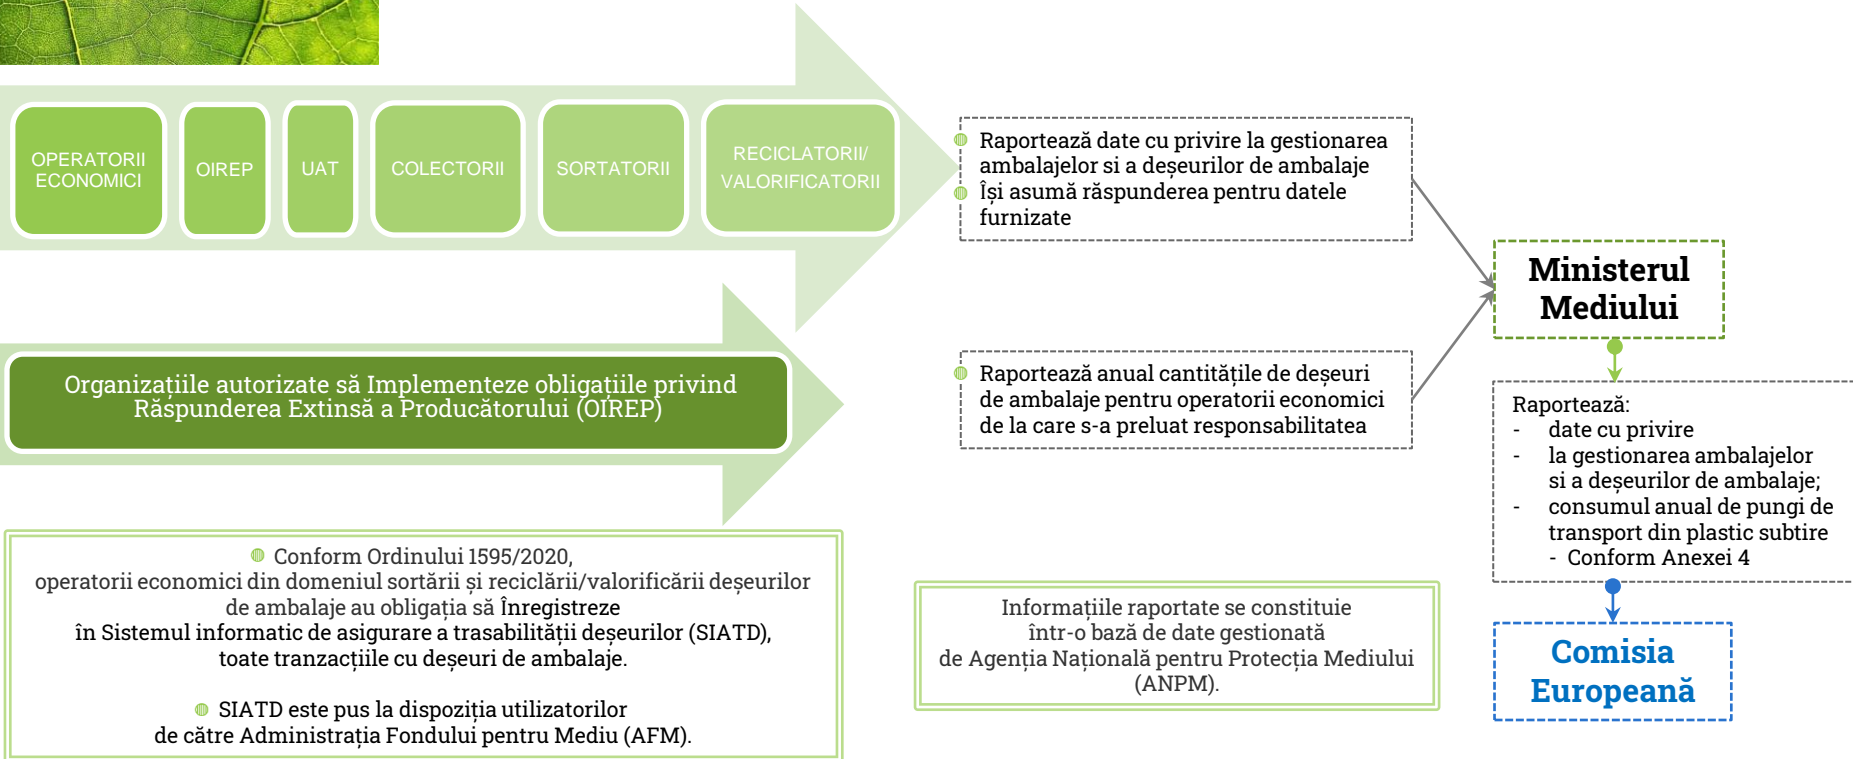 OPERATORII
ECONOMICI
OIREP
UAT
COLECTORII
SORTATORII
RECICLATORII/
VALORIFICATORII
Raportează date cu privire la gestionarea
ambalajelor si a deșeurilor de ambalaje
Își asumă răspunderea pentru datele
furnizate
Organizațiile autorizate să Implementeze obligațiile privind
Răspunderea Extinsă a Producătorului (OIREP)
Raportează anual cantitățile de deșeuri
de ambalaje pentru operatorii economici
de la care s-a preluat responsabilitatea
Ministerul
Mediului
Raportează:
- date cu privire
- la gestionarea ambalajelor
si a deșeurilor de ambalaje;
- consumul anual de pungi de
transport din plastic subtire
- Conform Anexei 4
Comisia
Europeană
Conform Ordinului 1595/2020,
operatorii economici din domeniul sortării și reciclării/valorificării deșeurilor
de ambalaje au obligația să Înregistreze
în Sistemul informatic de asigurare a trasabilității deșeurilor (SIATD),
toate tranzacțiile cu deșeuri de ambalaje.
SIATD este pus la dispoziția utilizatorilor
de către Administrația Fondului pentru Mediu (AFM).
Informațiile raportate se constituie
într-o bază de date gestionată
de Agenția Națională pentru Protecția Mediului
(ANPM).